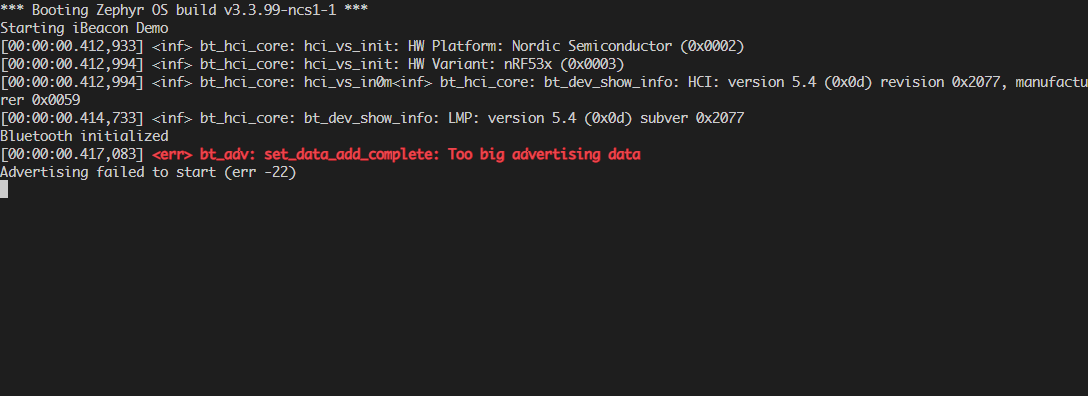 *** Booting Zephyr OS build v3.3.99-ncs1-1 ***
Starting iBeacon Demo
[00:00:00.412,933] <inf> bt_hci_core: hci_vs_init: HW Platform: Nordic Semiconductor (0x0002)
[00:00:00.412,994] <inf> bt_hci_core: hci_vs_init: HW Variant: nRF53x (0x0003)
[00:00:00.412,994] <inf> bt_hci_core: hci_vs_in0m<inf> bt_hci_core: bt_dev_show_info: HCI: version 5.4 (0x0d) revision 0x2077, manufactu
rer 0x0059
[00:00:00.414,733] <inf> bt_hci_core: bt_dev_show_info: LMP: version 5.4 (0x0d) subver 0x2077
Bluetooth initialized
[00:00:00.417,083] <err> bt_adv: set_data_add_complete: Too big advertising data
Advertising failed to start (err -22)